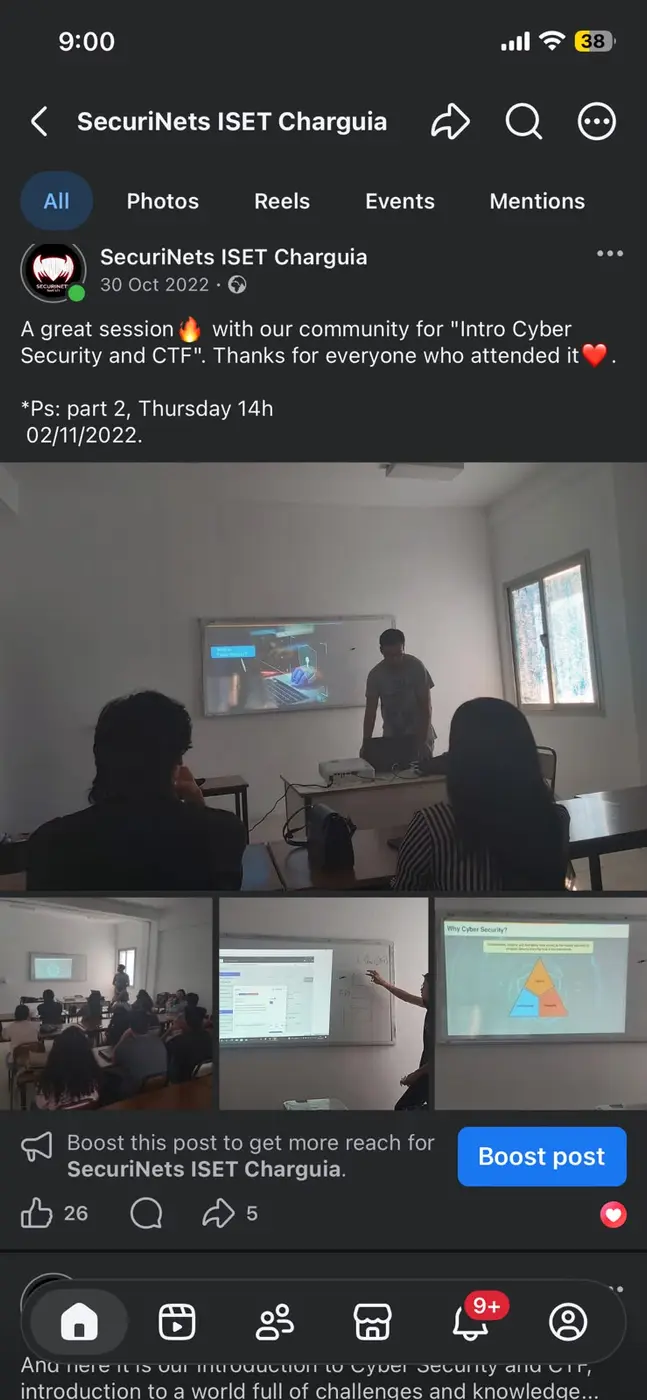 9:00
38
SecuriNets ISET Charguia
All
Photos
Reels
Events
Mentions
SecuriNets ISET Charguia
30 Oct 2022 ·
A great session🔥 with our community for "Intro Cyber
Security and CTF". Thanks for everyone who attended it❤️.
*Ps: part 2, Thursday 14h
02/11/2022.
Why Cyber Security?
Boost this post to get more reach for
SecuriNets ISET Charguia.
Boost post
26
5
9+
And here it is our introduction to Cyber Security and CTF,
introduction to a world full of challenges and knowledge...